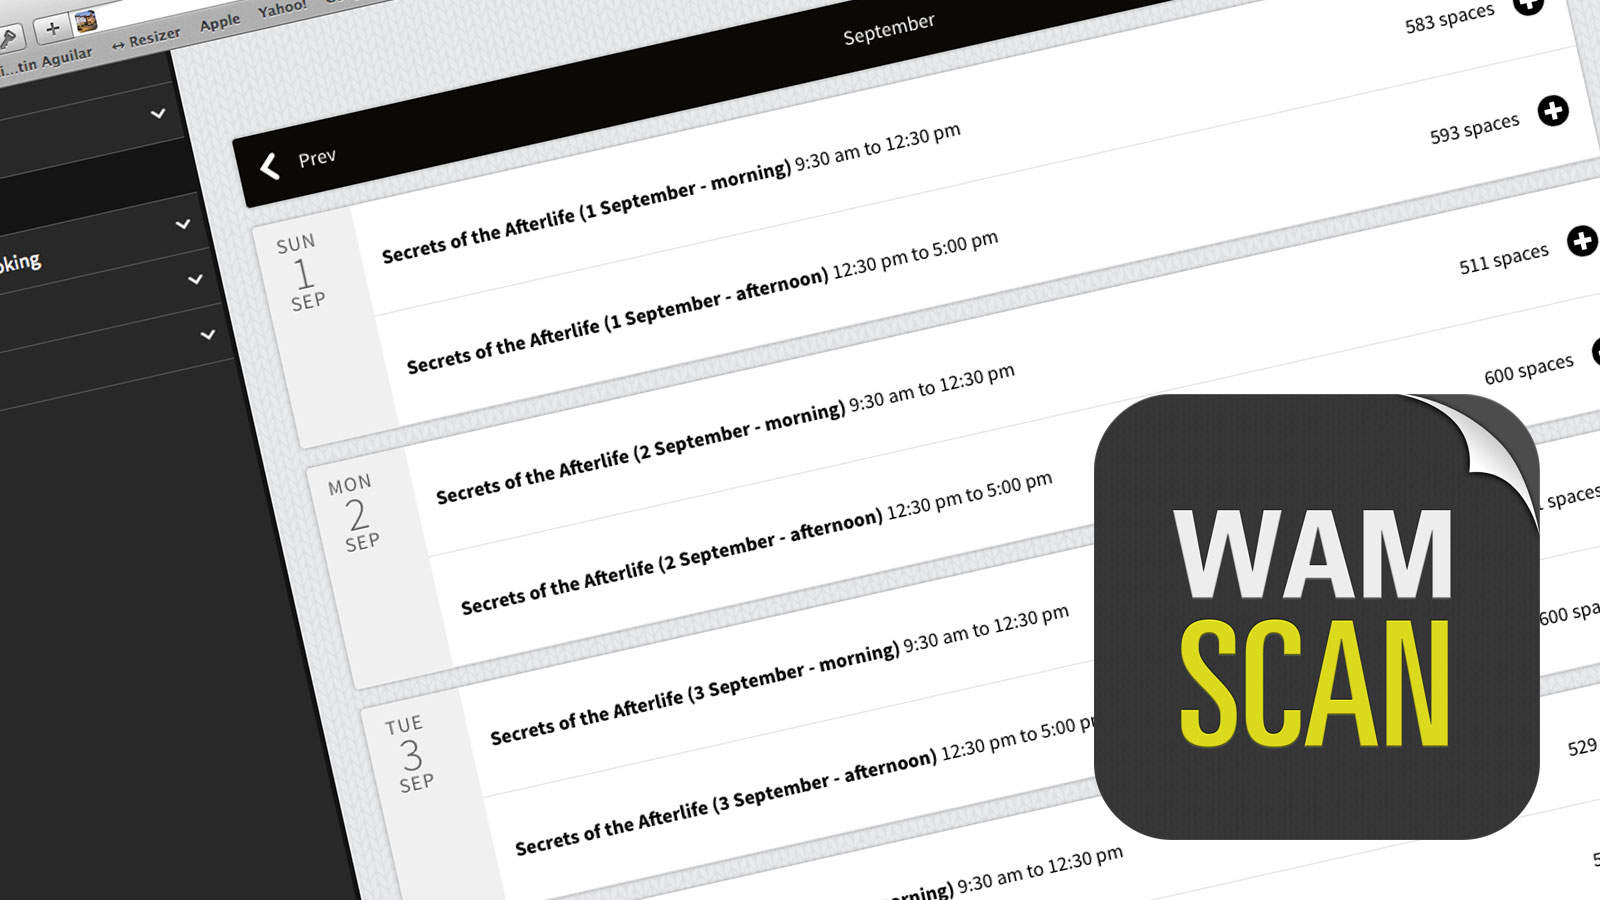 i...tin Aguilar
↔ Resizer
Apple
Yahoo!
September
Prev
583 spaces
SUN
1
SEP
Secrets of the Afterlife (1 September - morning) 9:30 am to 12:30 pm
593 spaces
Secrets of the Afterlife (1 September - afternoon) 12:30 pm to 5:00 pm
oking
511 spaces
MON
2
SEP
Secrets of the Afterlife (2 September - morning) 9:30 am to 12:30 pm
600 spaces
Secrets of the Afterlife (2 September - afternoon) 12:30 pm to 5:00 pm
spaces
TUE
3
SEP
Secrets of the Afterlife (3 September - morning) 9:30 am to 12:30 pm
600 spa
Secrets of the Afterlife (3 September - afternoon) 12:30 pm to 5:00 p
529
rning) 9:30 am to 12:30 pm
5
WAM
SCAN